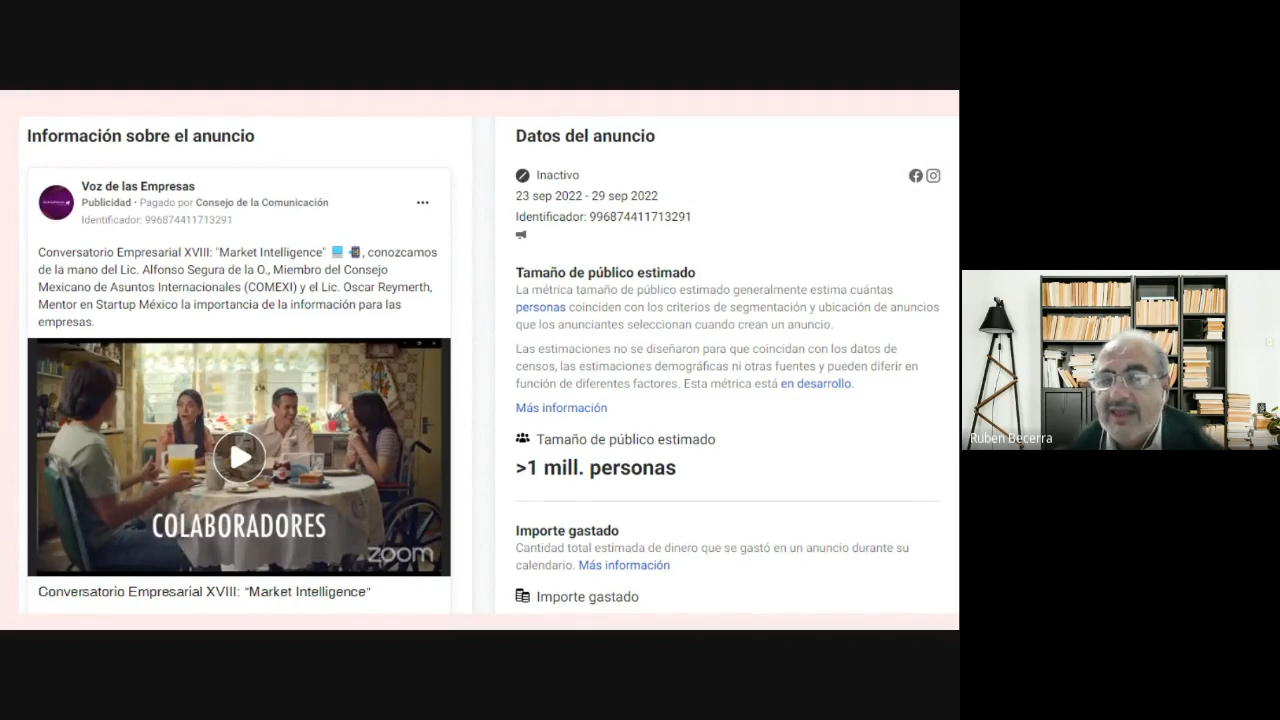 Información sobre el anuncio
Voz de las Empresas
Publicidad • Pagado por Consejo de la Comunicación
Identificador: 996874411713291
Conversatorio Empresarial XVIII: "Market Intelligence" , conozcamos
de la mano del Lic. Alfonso Segura de la O., Miembro del Consejo
Mexicano de Asuntos Internacionales (COMEXI) y el Lic. Oscar Reymerth,
Mentor en Startup México la importancia de la información para las
empresas.
COLABORADORES
zoom
Conversatorio Empresarial XVIII: "Market Intelligence"
Datos del anuncio
Inactivo
23 sep 2022 - 29 sep 2022
Identificador: 996874411713291
Tamaño de público estimado
La métrica tamaño de público estimado generalmente estima cuántas
personas coinciden con los criterios de segmentación y ubicación de anuncios
que los anunciantes seleccionan cuando crean un anuncio.
Las estimaciones no se diseñaron para que coincidan con los datos de
censos, las estimaciones demográficas ni otras fuentes y pueden diferir en
función de diferentes factores. Esta métrica está en desarrollo.
Más información
Tamaño de público estimado
>1 mill. personas
Importe gastado
Cantidad total estimada de dinero que se gastó en un anuncio durante su
calendario. Más información
Importe gastado
Ruben Becerra